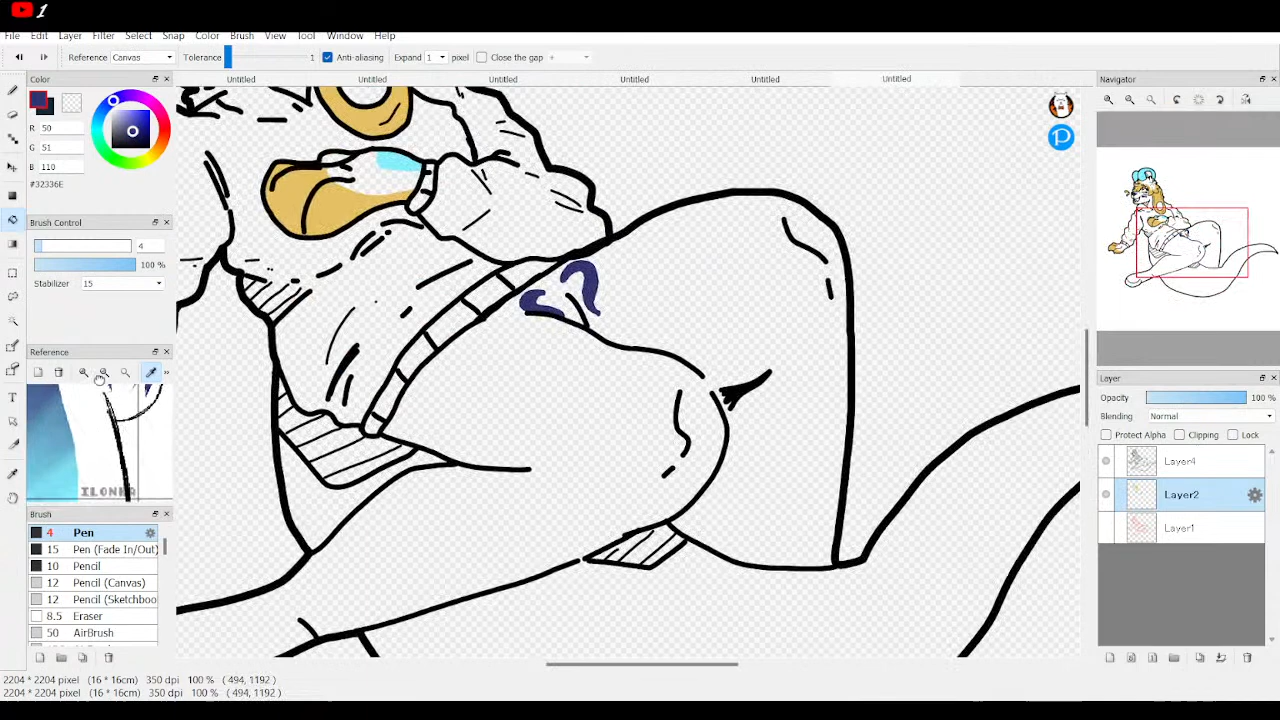 1
File Edit Layer Filter Select Snap Color Brush View Tool Window Help
Reference Canvas Tolerance 1 Anti-aliasing Expand 1 pixel Close the gap +
Color
Untitled Untitled Untitled Untitled Untitled Untitled
Navigator
R 50
G 51
B 110
#32336E
Brush Control
4
100 %
Stabilizer 15
Reference
ILONKA
Brush
4 Pen
15 Pen (Fade In/Out)
10 Pencil
12 Pencil (Canvas)
12 Pencil (Sketchboo
8.5 Eraser
50 AirBrush
Layer
Opacity 100 %
Blending Normal
Protect Alpha Clipping Lock
Layer4
Layer2
Layer1
2204 * 2204 pixel (16 * 16cm) 350 dpi 100 % ( 494, 1192 )
2204 * 2204 pixel (16 * 16cm) 350 dpi 100 % ( 494, 1192 )